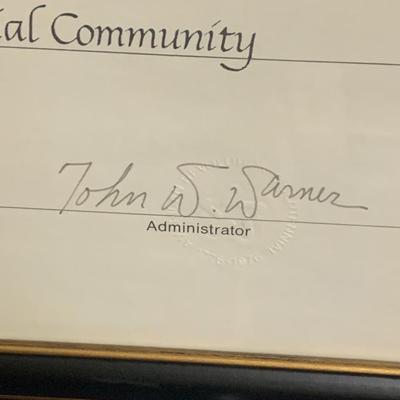 ial Community
John W. Warner
Administrator